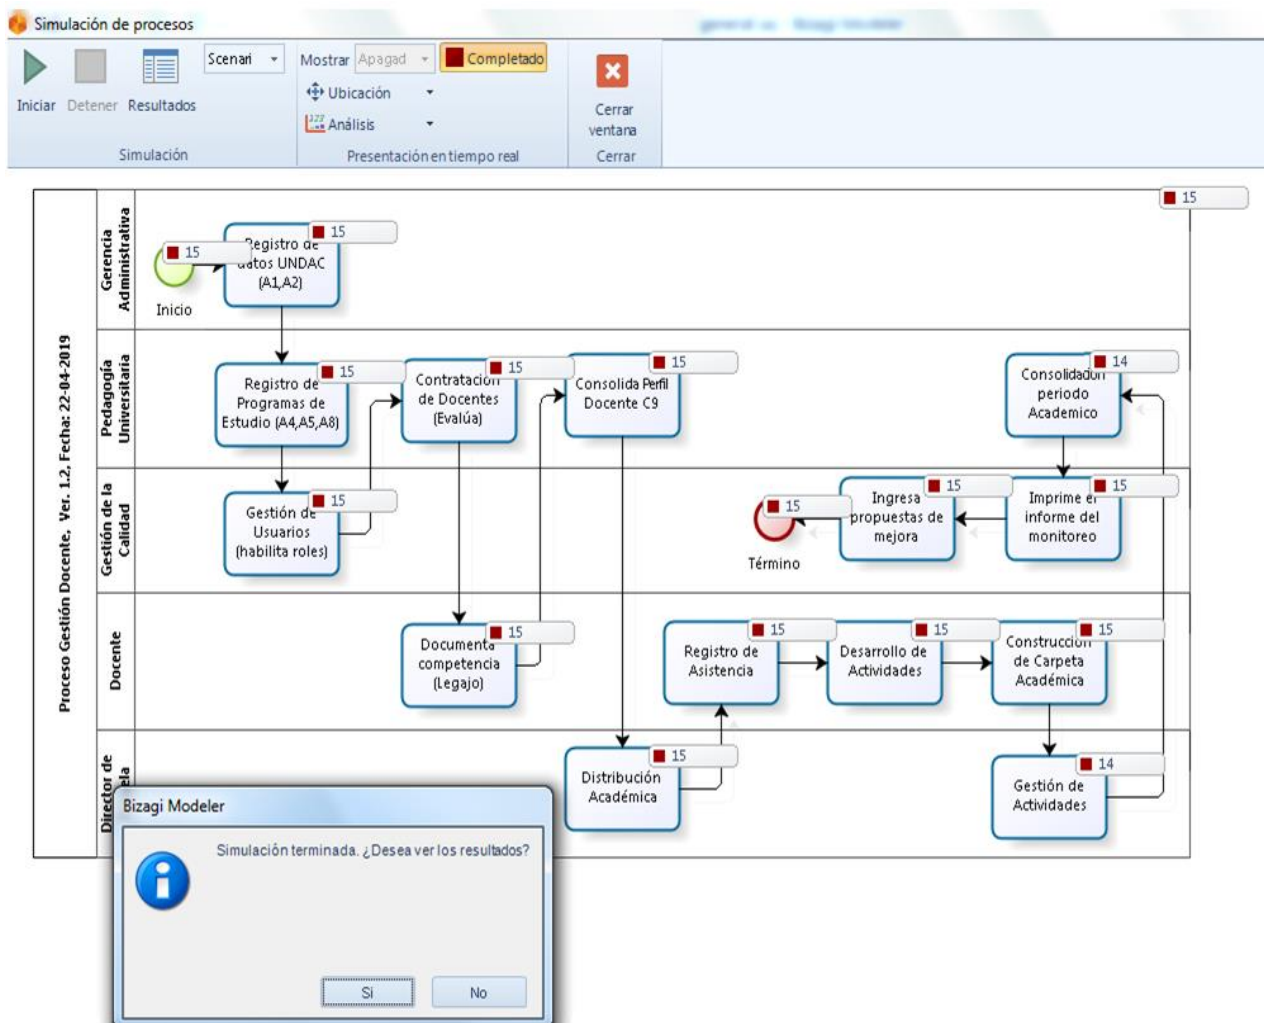 Simulación de procesos
general ua - Bizagi Modeler
Iniciar
Detener
Resultados
Scenari
Simulación
Mostrar
Apagad
Completado
Ubicación
Análisis
Presentación en tiempo real
Cerrar
ventana
Cerrar
Proceso Gestión Docente, Ver. 1.2, Fecha: 22-04-2019
15
Gerencia
Administrativa
15
Inicio
15
Registro de
datos UNDAC
(A1,A2)
Pedagogía
Universitaria
15
Registro de
Programas de
Estudio (A4,A5,A8)
15
Contratación
de Docentes
(Evalúa)
15
Consolida Perfil
Docente C9
14
Consolidación
periodo
Academico
Gestión de la
Calidad
15
Gestión de
Usuarios
(habilita roles)
15
Término
15
Ingresa
propuestas de
mejora
15
Imprime el
informe del
monitoreo
Docente
15
Documenta
competencia
(Legajo)
15
Registro de
Asistencia
15
Desarrollo de
Actividades
15
Construcción
de Carpeta
Académica
Director de
15
Distribución
Académica
14
Gestión de
Actividades
Bizagi Modeler
Simulación terminada. ¿Desea ver los resultados?
Si
No